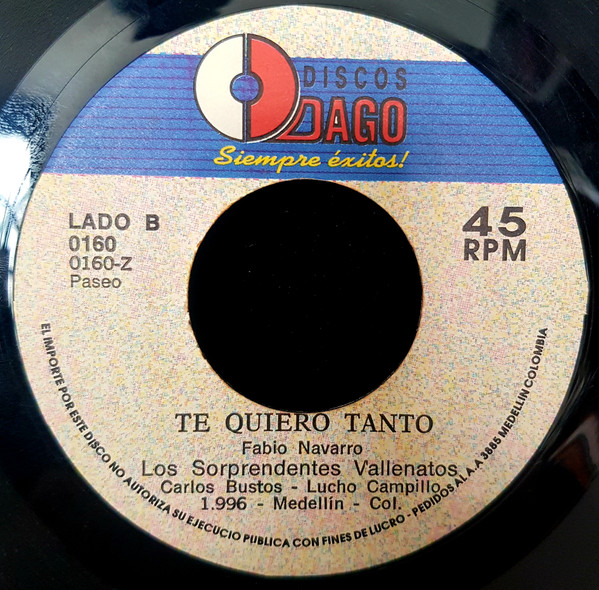 DISCOS
DAGO
Siempre éxitos!
LADO B
0160
0160-Z
Paseo
45
RPM
TE QUIERO TANTO
Fabio Navarro
Los Sorprendentes Vallenatos
Carlos Bustos - Lucho Campillo
1.996 - Medellín - Col.
EL IMPORTE POR ESTE DISCO NO AUTORIZA SU EJECUCIO PUBLICA CON FINES DE LUCRO - PEDIDOS AL A.A 3885 MEDELLIN COLOMBIA